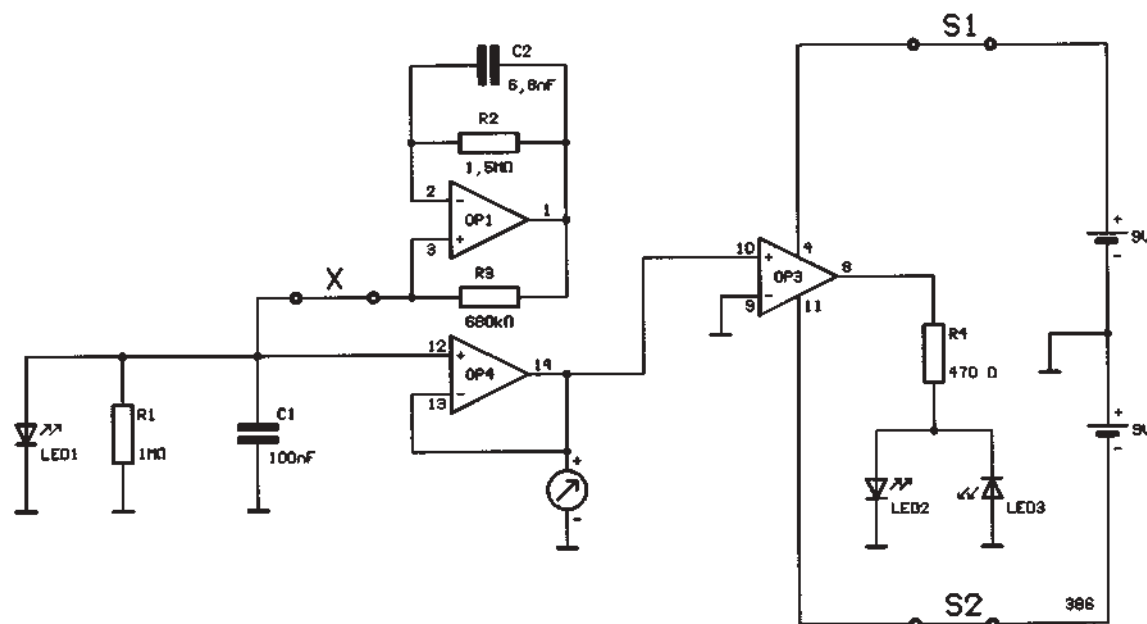 S1
C2
6,8nF
R2
1,5MΩ
2
-
OP1
1
3
+
X
R3
680kΩ
10
+
4
OP3
8
-
9
11
+
9V
-
R4
470 Ω
12
+
14
OP4
13
-
LED1
R1
1MΩ
C1
100nF
+
-
LED2
LED3
+
9V
-
S2
386